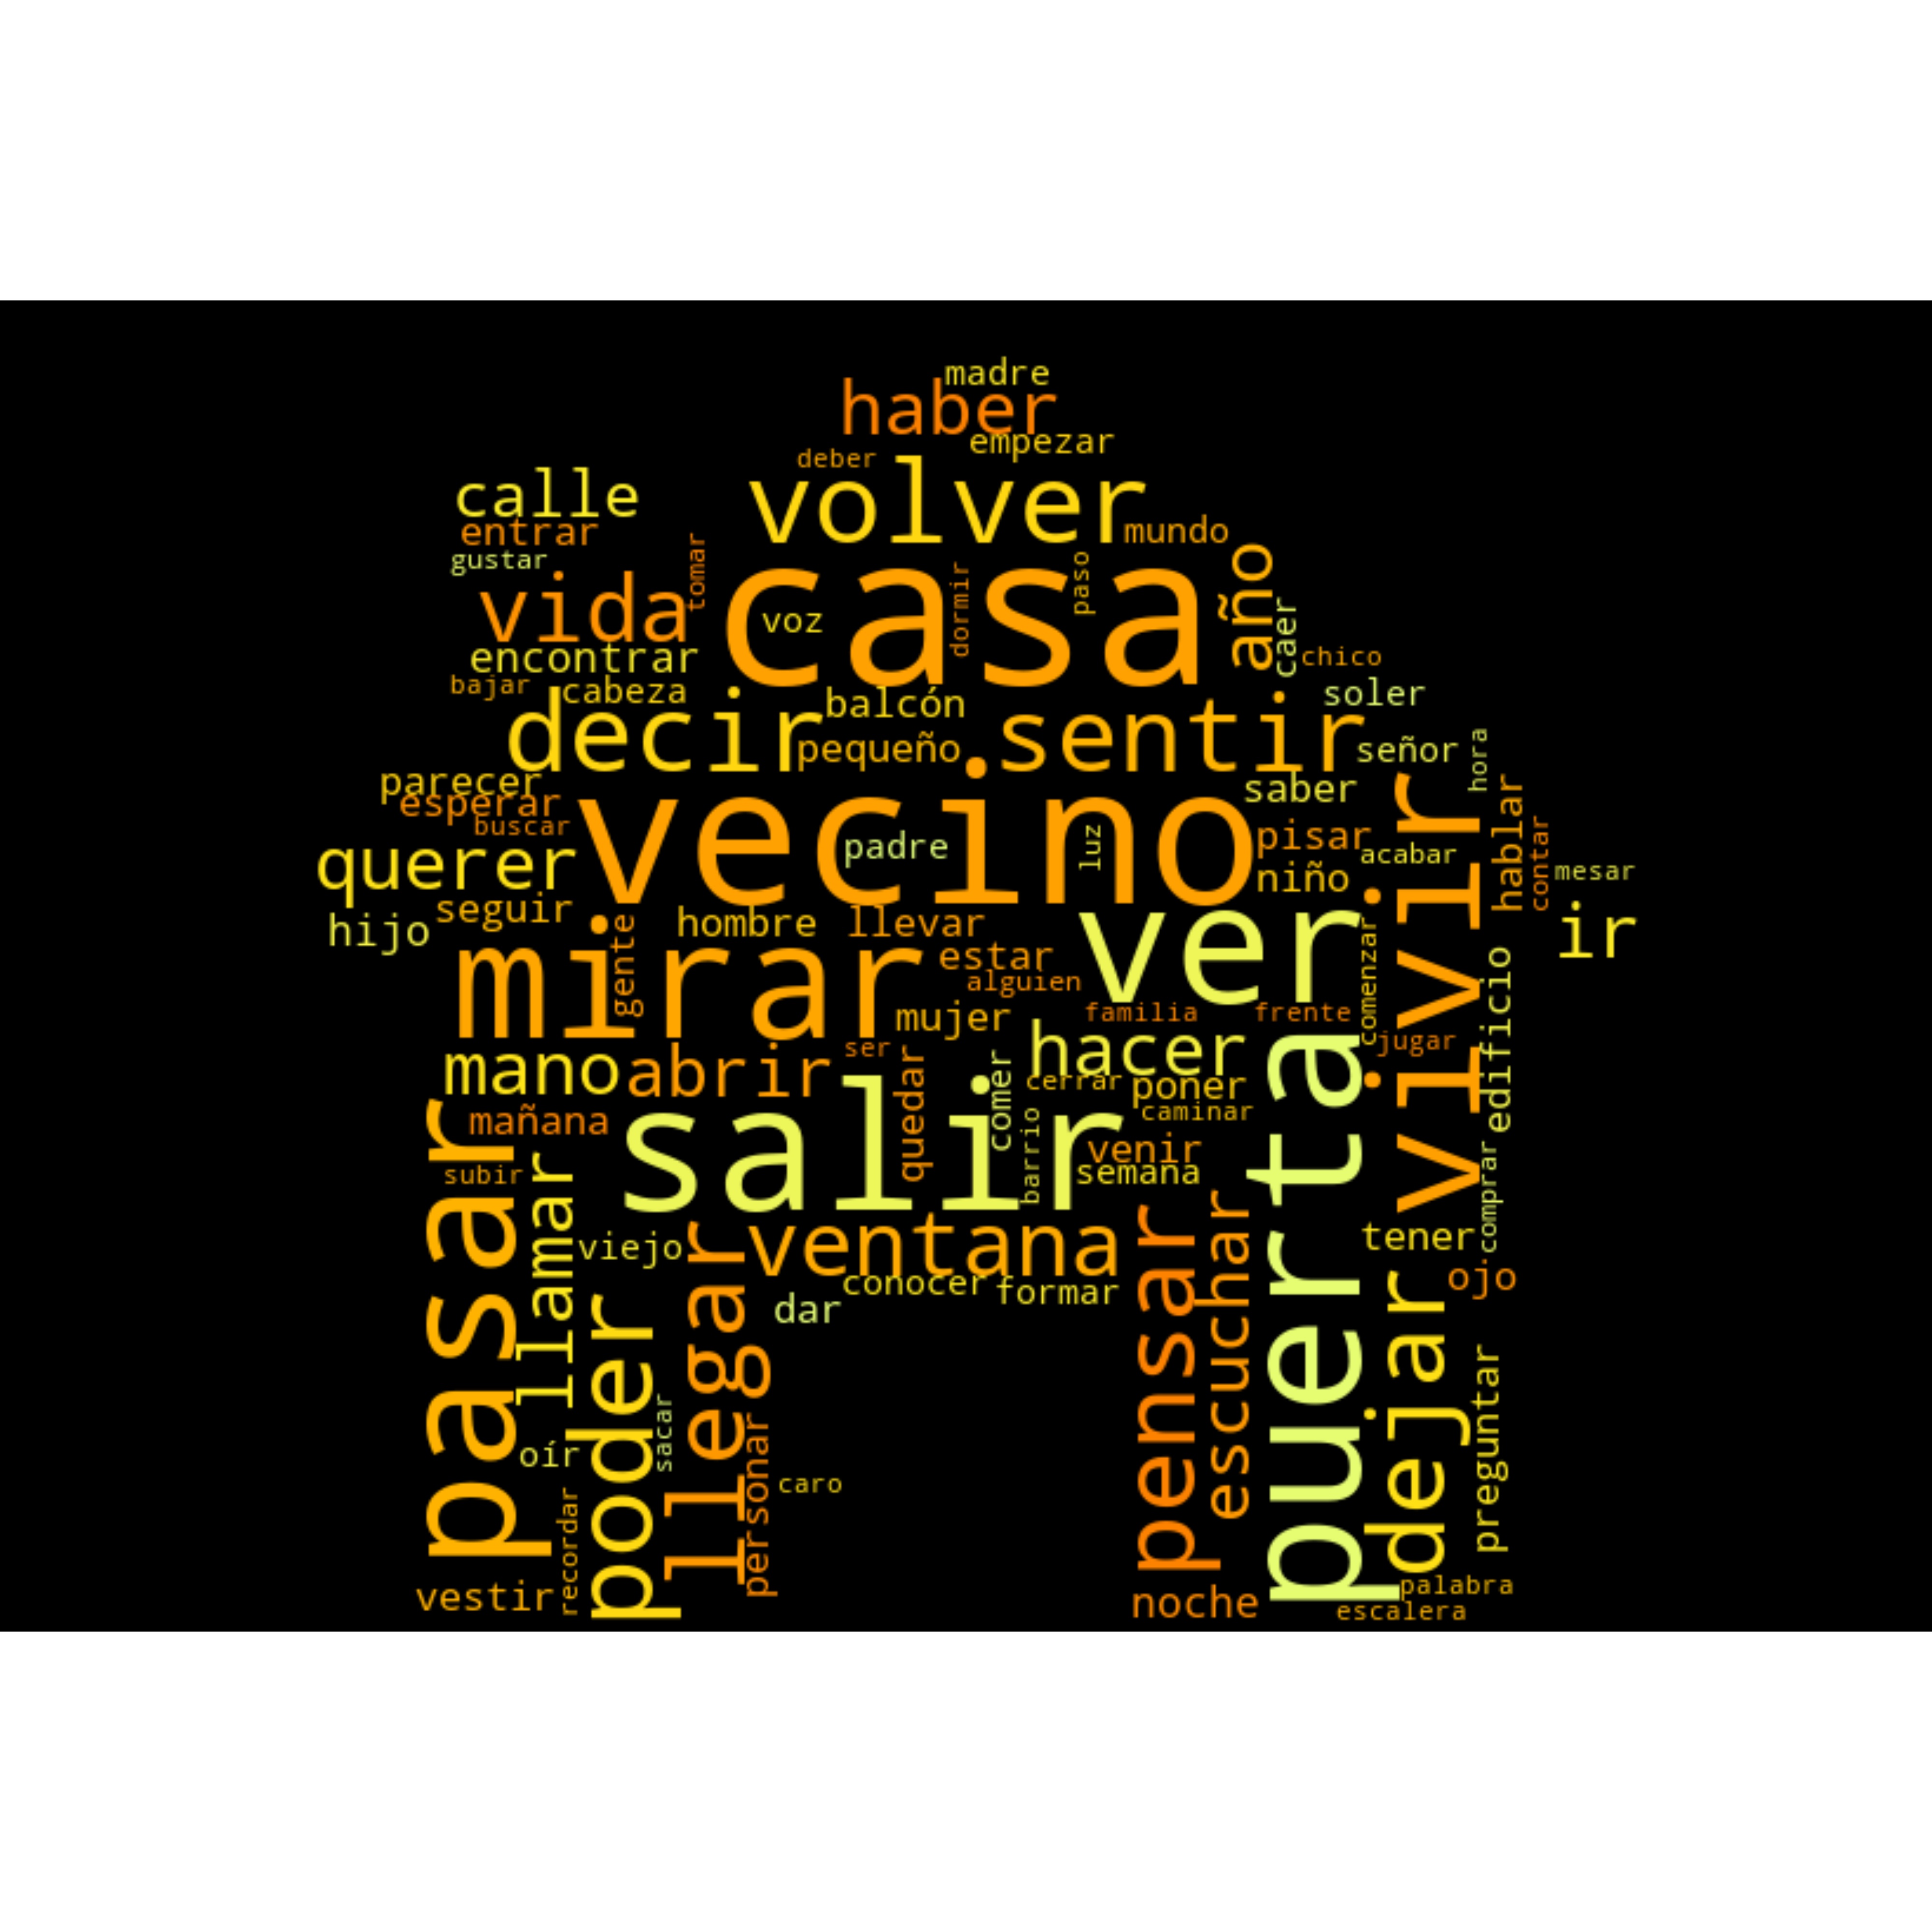 madre
haber
empezar
deber
calle
volver
entrar
mundo
gustar
tomar
vida
casa
voz
dormir
paso
año
caer
encontrar
chico
bajar
cabeza
balcón
soler
decir
pequeño
sentir
señor
hora
parecer
esperar
saber
buscar
vecino
padre
luz
pisar
niño
acabar
vivir
hablar
contar
mesar
querer
seguir
hijo
hombre
llevar
ver
ir
mirar
gente
estar
alguien
comenzar
edificio
mujer
familia
frente
hacer
jugar
mano
abrir
ser
quedar
comer
cerrar
poner
caminar
mañana
salir
barrio
venir
semana
puerta
comprar
pasar
subir
llamar
viejo
llegar
ventana
conocer
formar
dar
pensar
escuchar
tener
ojo
poder
dejar
preguntar
oír
sacar
personar
caro
recordar
vestir
noche
palabra
escalera